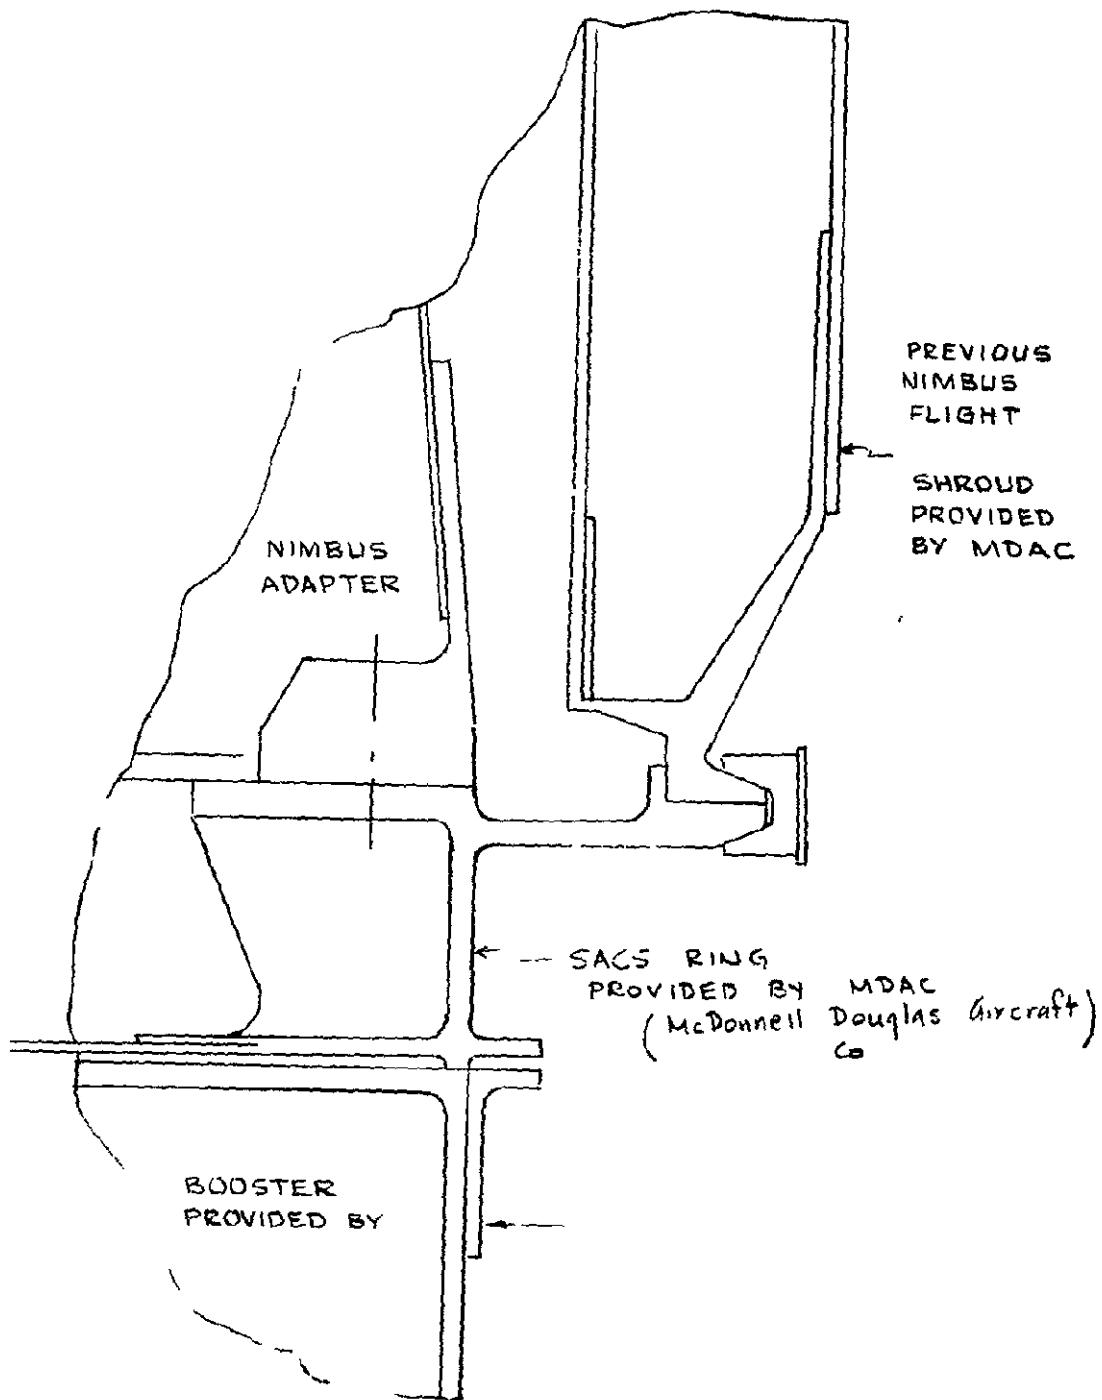 PREVIOUS
NIMBUS
FLIGHT
SHROUD
PROVIDED
BY MDAC
NIMBUS
ADAPTER
SACS RING
PROVIDED BY MDAC
(McDonnell Douglas Aircraft)
Co
BOOSTER
PROVIDED BY